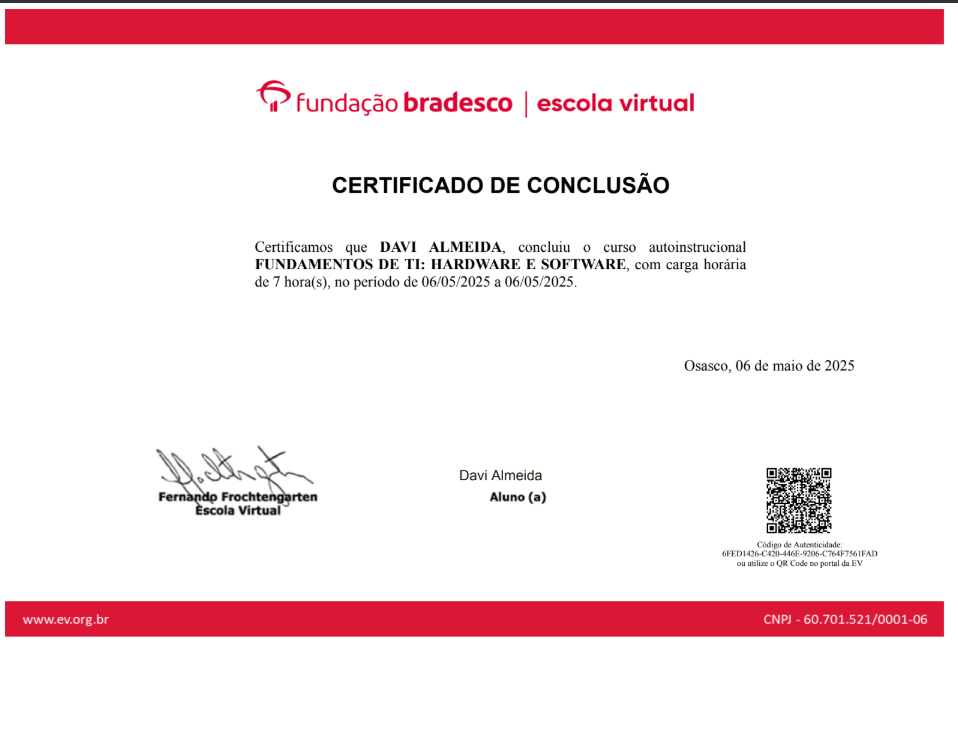 fundação bradesco | escola virtual
CERTIFICADO DE CONCLUSÃO
Certificamos que DAVI ALMEIDA, concluiu o curso autoinstrucional
FUNDAMENTOS DE TI: HARDWARE E SOFTWARE, com carga horária
de 7 hora(s), no período de 06/05/2025 a 06/05/2025.
Osasco, 06 de maio de 2025
Fernando Frochtengarten
Escola Virtual
Davi Almeida
Aluno (a)
Código de Autenticidade:
6FED1426-C420-446E-9206-C764F7561FAD
ou utilize o QR Code no portal da EV
www.ev.org.br
CNPJ - 60.701.521/0001-06